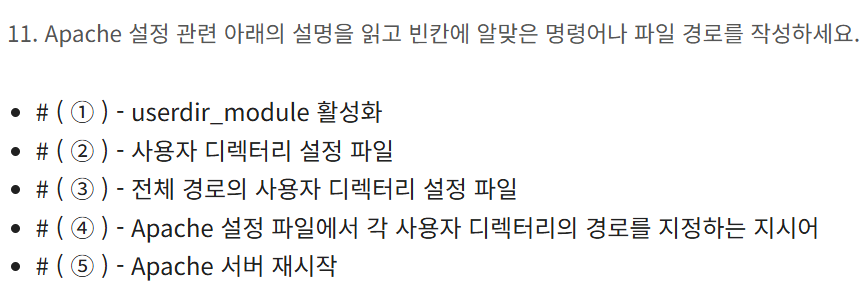 11. Apache 설정 관련 아래의 설명을 읽고 빈칸에 알맞은 명령어나 파일 경로를 작성하세요.
• # ( ① ) - userdir_module 활성화
• # ( ② ) - 사용자 디렉터리 설정 파일
• # ( ③ ) - 전체 경로의 사용자 디렉터리 설정 파일
• # ( ④ ) - Apache 설정 파일에서 각 사용자 디렉터리의 경로를 지정하는 지시어
• # ( ⑤ ) - Apache 서버 재시작